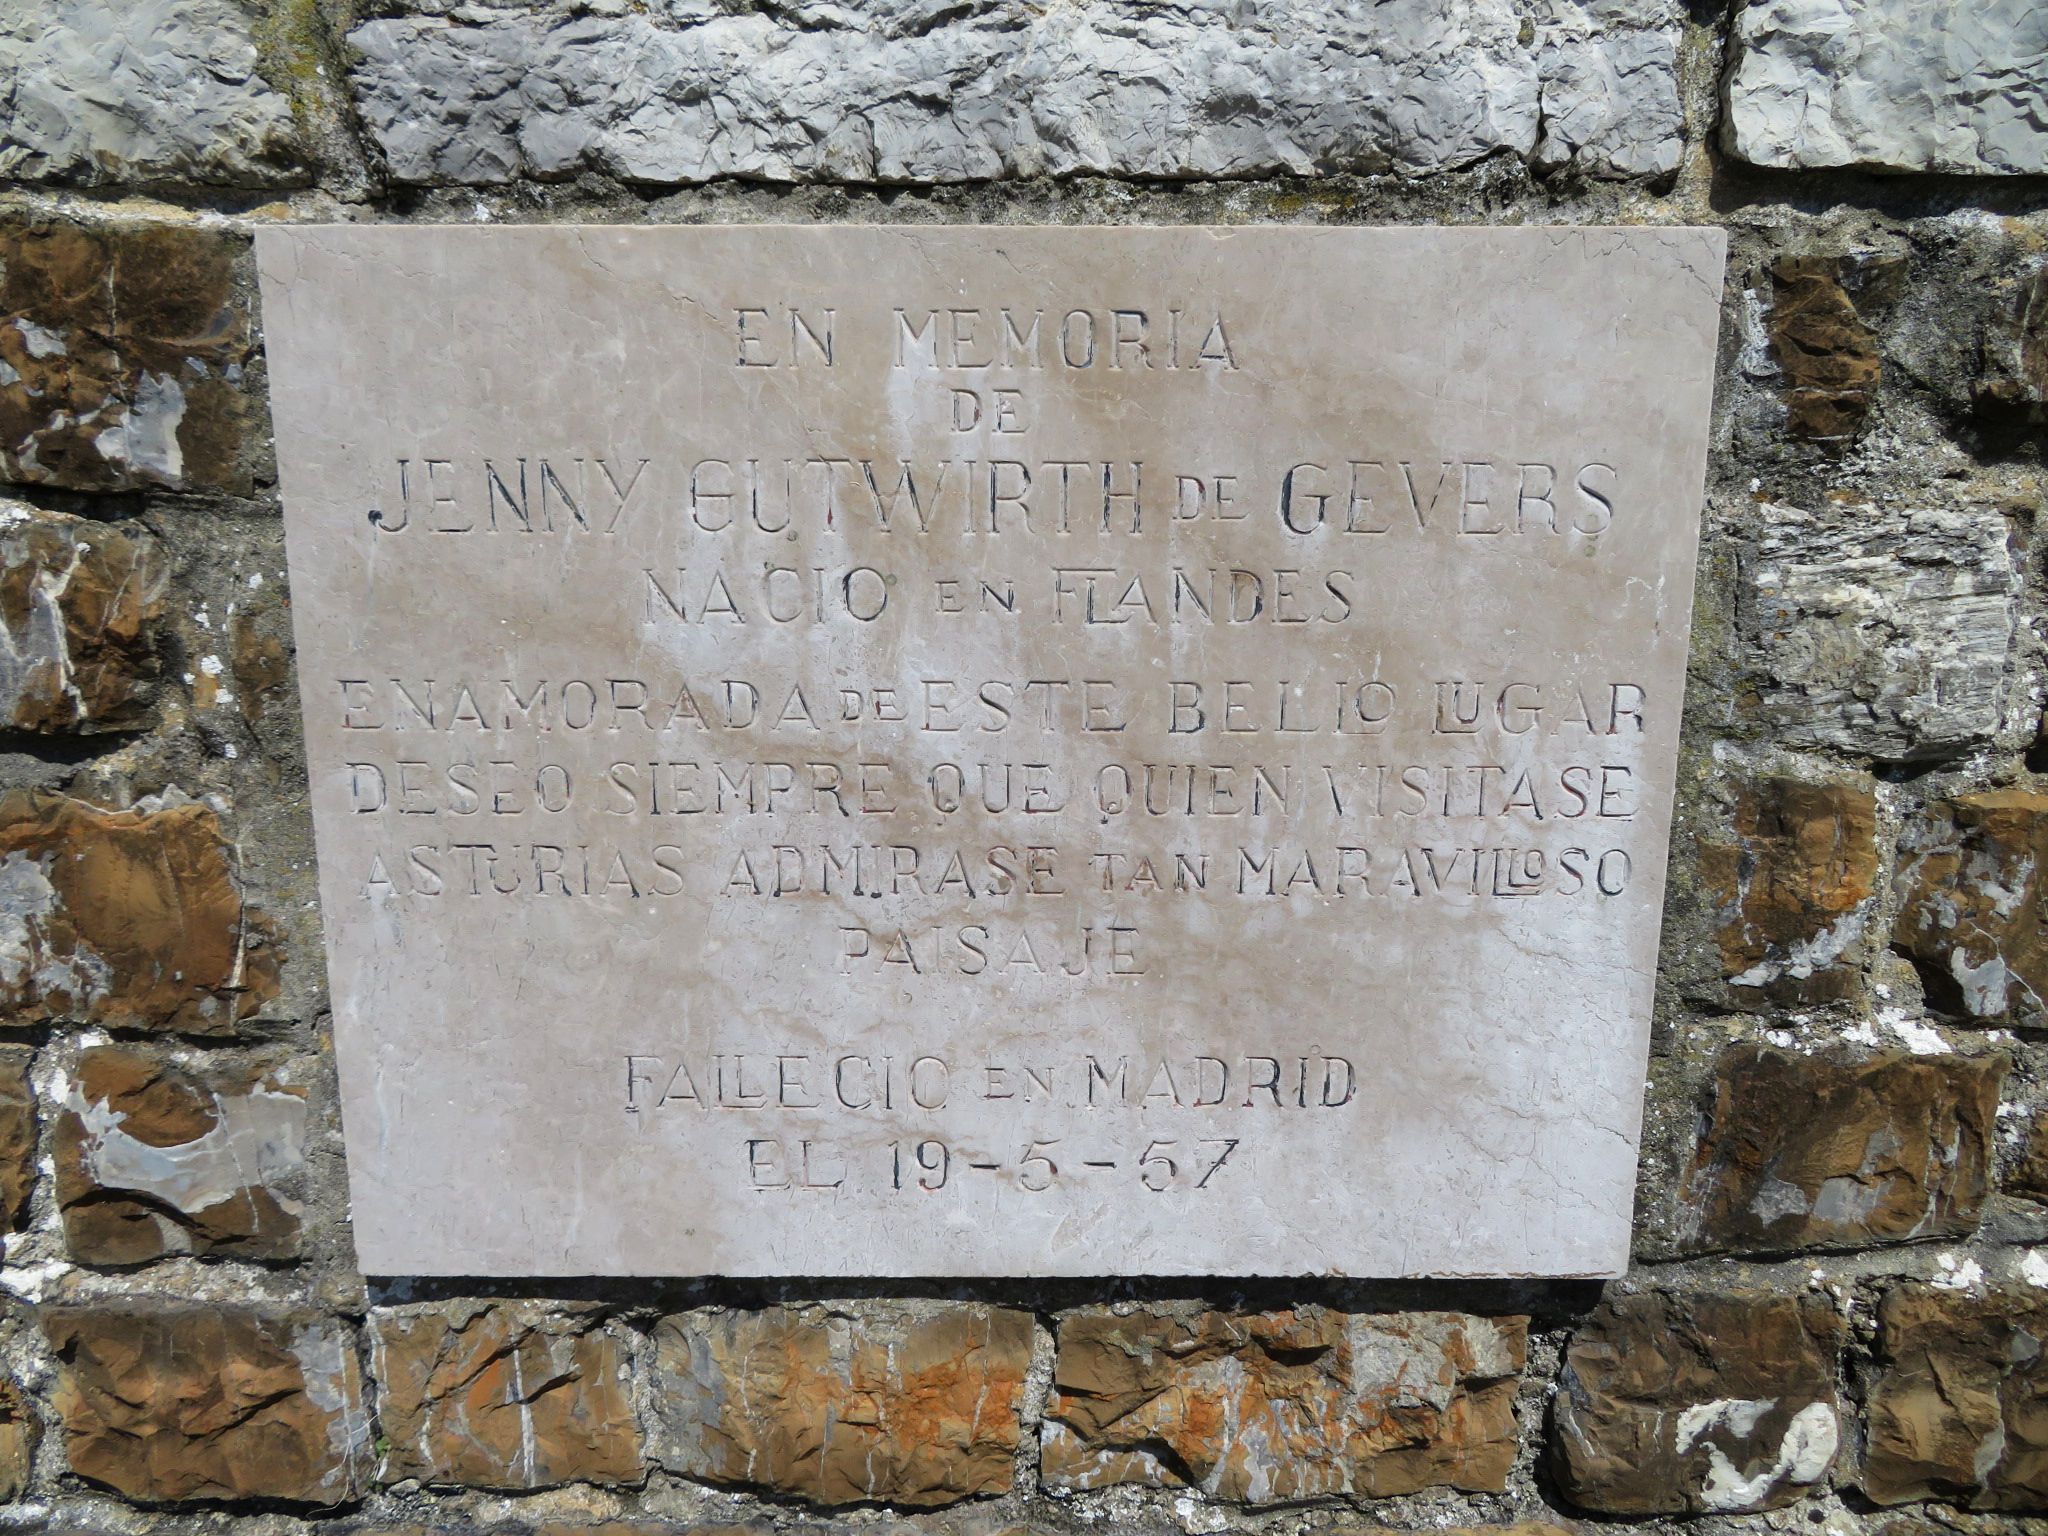 EN MEMORIA
DE
JENNY GUTWIRTH DE GEVERS
NACIO EN FLANDES
ENAMORADA DE ESTE BELLO LUGAR
DESEO SIEMPRE QUE QUIEN VISITASE
ASTURIAS ADMIRASE TAN MARAVILLOSO
PAISAJE
FALLECIO EN MADRID
EL 19-5-57